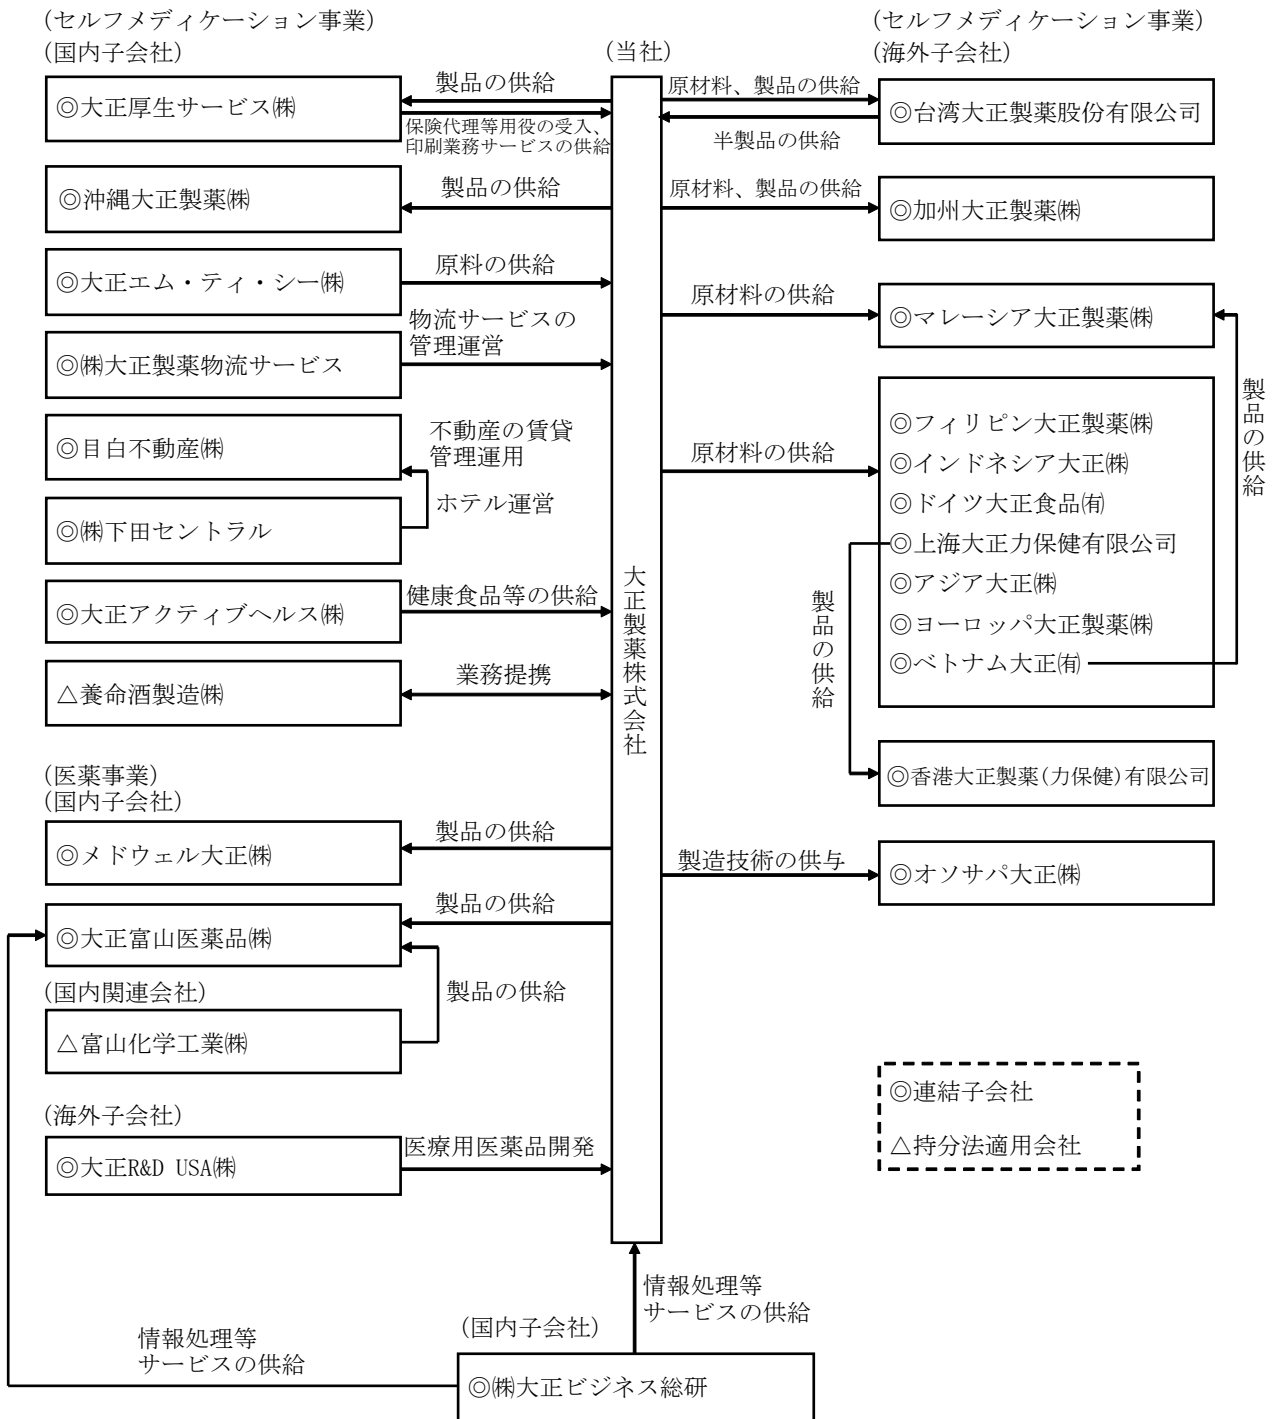 (セルフメディケーション事業)
(国内子会社)
◎大正厚生サービス㈱
製品の供給
保険代理等用役の受入、
印刷業務サービスの供給
◎沖縄大正製薬㈱
製品の供給
◎大正エム・ティ・シー㈱
原料の供給
◎㈱大正製薬物流サービス
物流サービスの
管理運営
◎目白不動産㈱
不動産の賃貸
管理運用
◎㈱下田セントラル
ホテル運営
◎大正アクティブヘルス㈱
健康食品等の供給
△養命酒製造㈱
業務提携
(医薬事業)
(国内子会社)
◎メドウェル大正㈱
製品の供給
◎大正富山医薬品㈱
製品の供給
(国内関連会社)
△富山化学工業㈱
製品の供給
(海外子会社)
◎大正R&D USA㈱
医療用医薬品開発
(当社)
大正製薬株式会社
(セルフメディケーション事業)
(海外子会社)
原材料、製品の供給
◎台湾大正製薬股份有限公司
半製品の供給
原材料、製品の供給
◎加州大正製薬㈱
原材料の供給
◎マレーシア大正製薬㈱
原材料の供給
◎フィリピン大正製薬㈱
◎インドネシア大正㈱
◎ドイツ大正食品㈲
◎上海大正力保健有限公司
◎アジア大正㈱
◎ヨーロッパ大正製薬㈱
◎ベトナム大正㈲
製品の供給
製品の供給
◎香港大正製薬(力保健)有限公司
製造技術の供与
◎オソサパ大正㈱
◎連結子会社
△持分法適用会社
情報処理等
サービスの供給
(国内子会社)
情報処理等
サービスの供給
◎㈱大正ビジネス総研